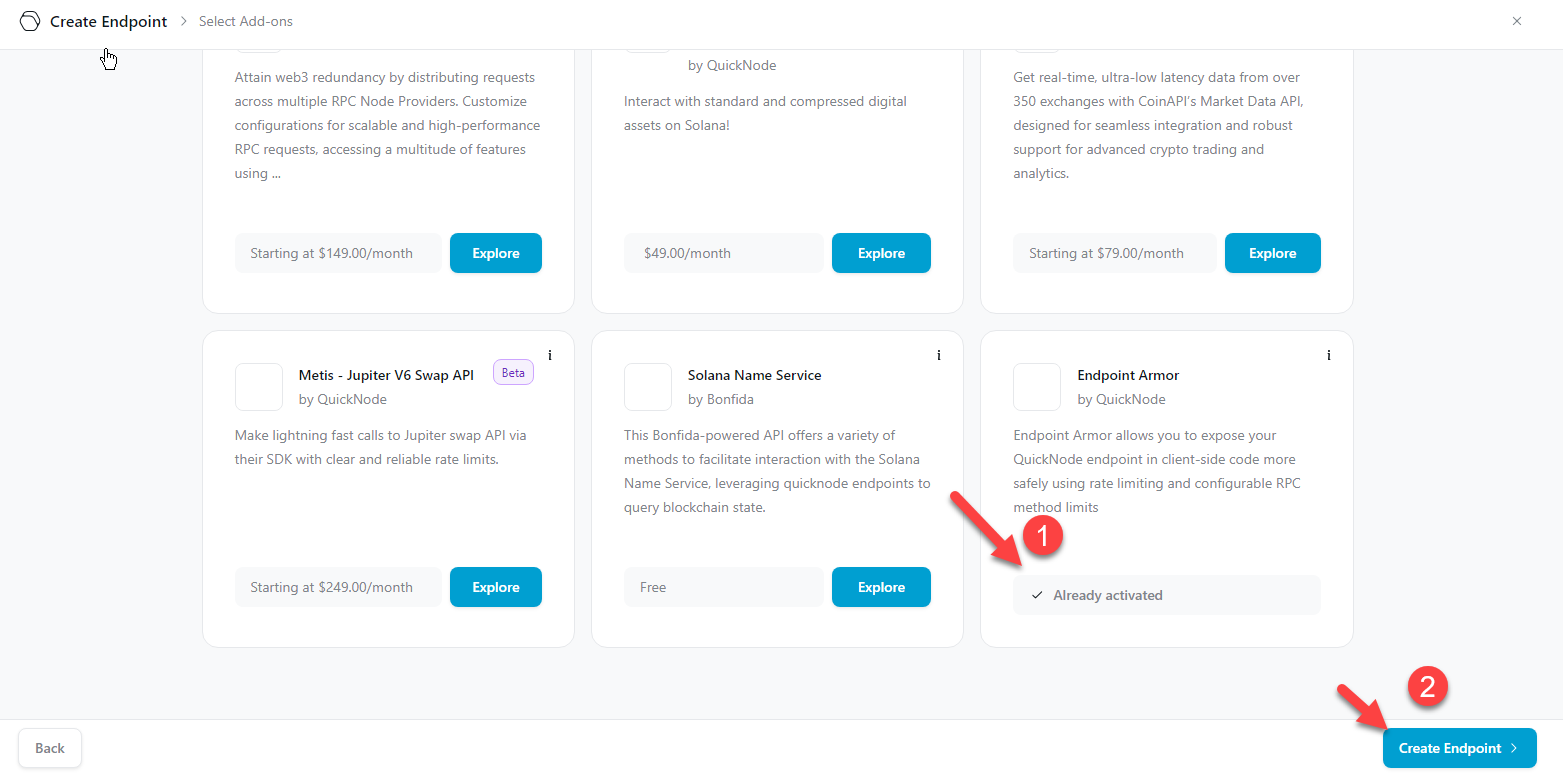 Create Endpoint > Select Add-ons ×
Attain web3 redundancy by distributing requests
across multiple RPC Node Providers. Customize
configurations for scalable and high-performance
RPC requests, accessing a multitude of features
using ...
Starting at $149.00/month
Explore
by QuickNode
Interact with standard and compressed digital
assets on Solana!
$49.00/month
Explore
Get real-time, ultra-low latency data from over
350 exchanges with CoinAPI's Market Data API,
designed for seamless integration and robust
support for advanced crypto trading and
analytics.
Starting at $79.00/month
Explore
Metis - Jupiter V6 Swap API
Beta
i
by QuickNode
Make lightning fast calls to Jupiter swap API via
their SDK with clear and reliable rate limits.
Starting at $249.00/month
Explore
Solana Name Service
i
by Bonfida
This Bonfida-powered API offers a variety of
methods to facilitate interaction with the Solana
Name Service, leveraging quicknode endpoints to
query blockchain state.
Free
Explore
Endpoint Armor
i
by QuickNode
Endpoint Armor allows you to expose your
QuickNode endpoint in client-side code more
safely using rate limiting and configurable RPC
method limits
1
✓ Already activated
2
Back
Create Endpoint >